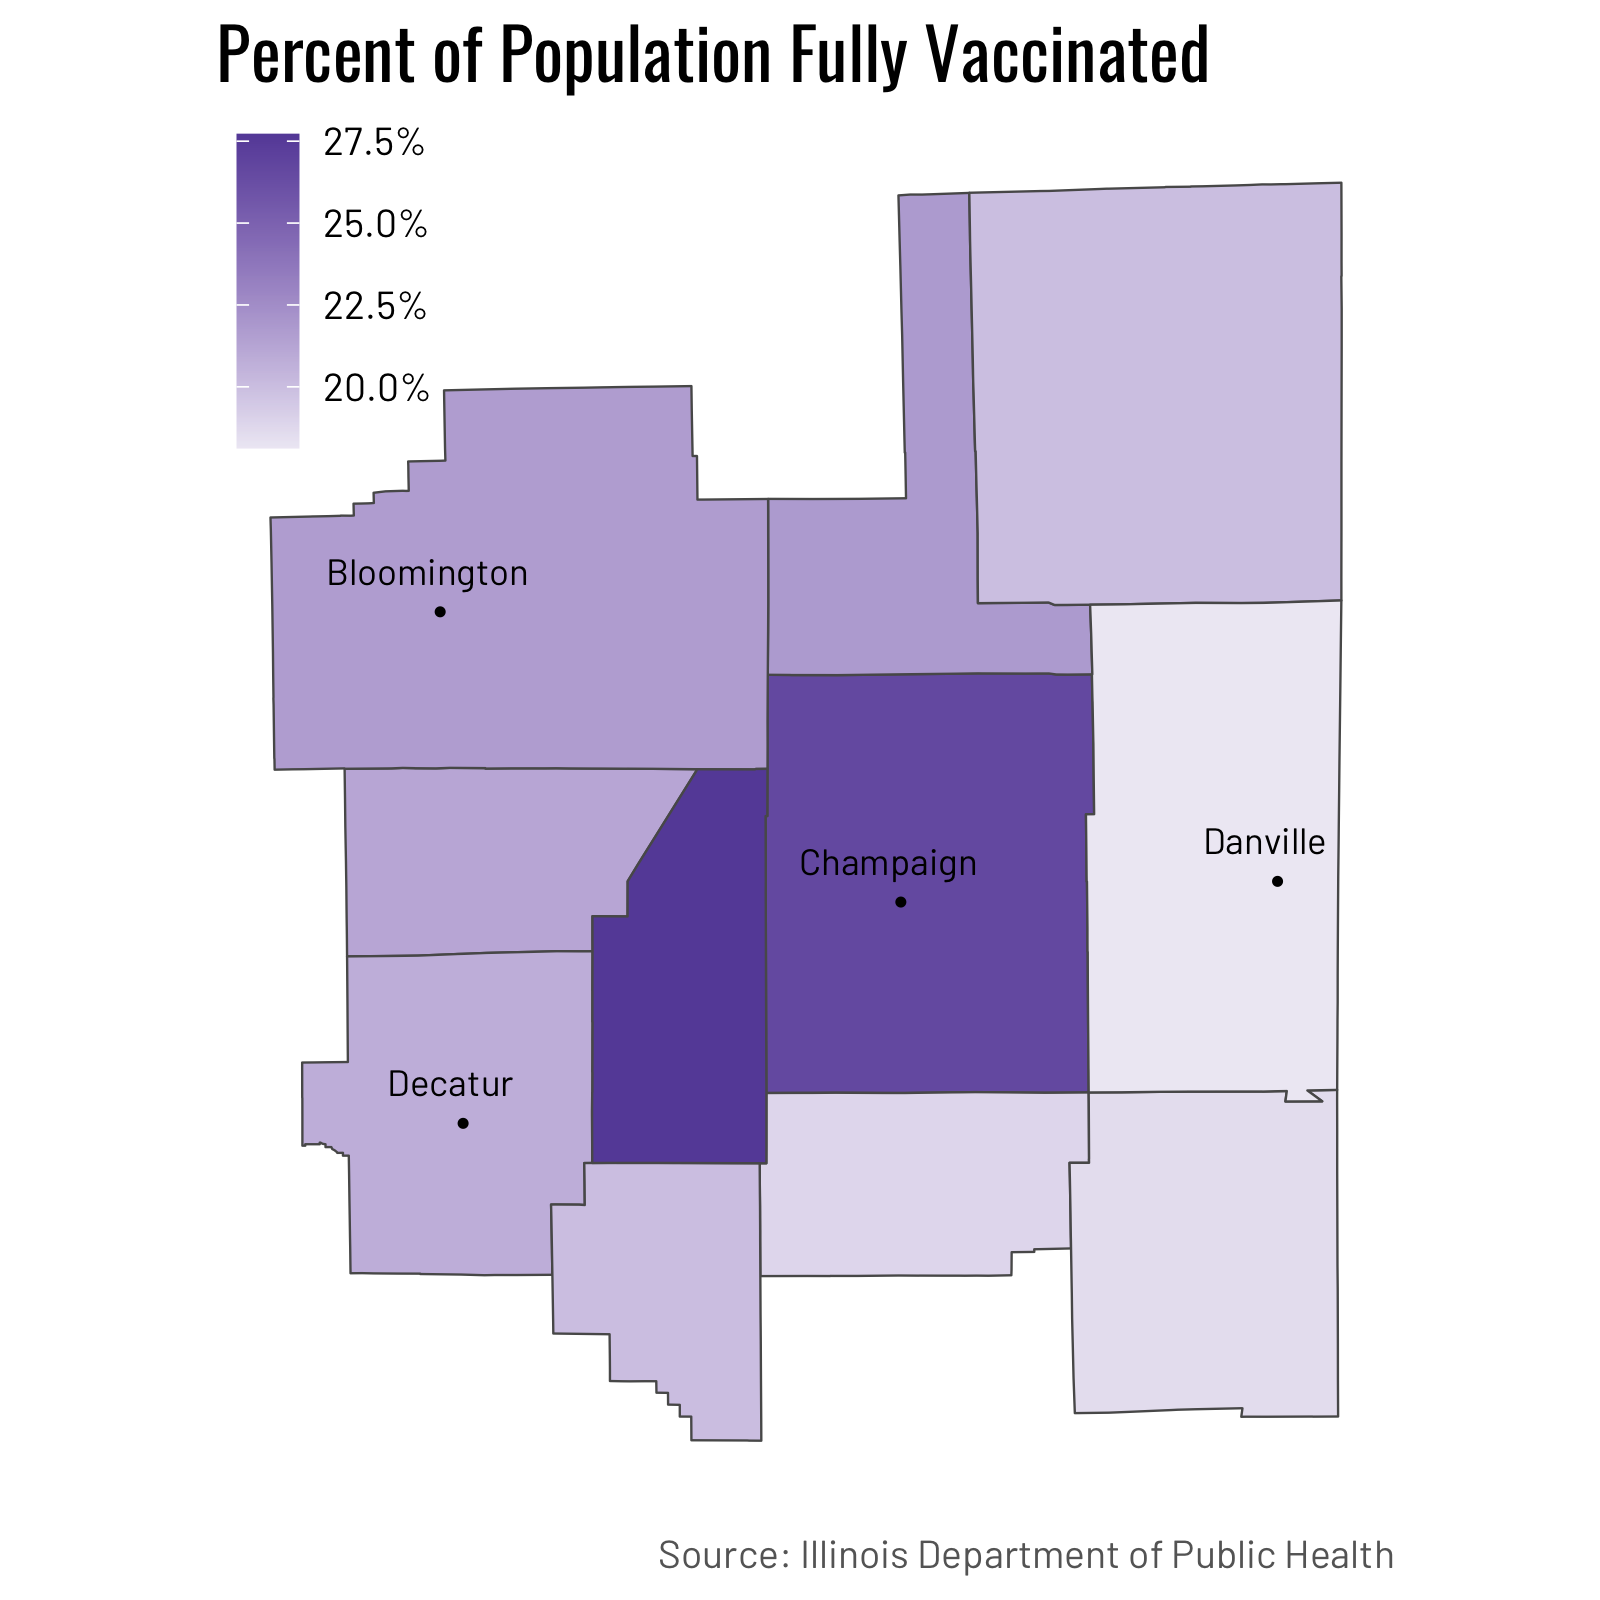 Percent of Population Fully Vaccinated
27.5%
25.0%
22.5%
20.0%
Bloomington
Danville
Champaign
Decatur
Source: Illinois Department of Public Health